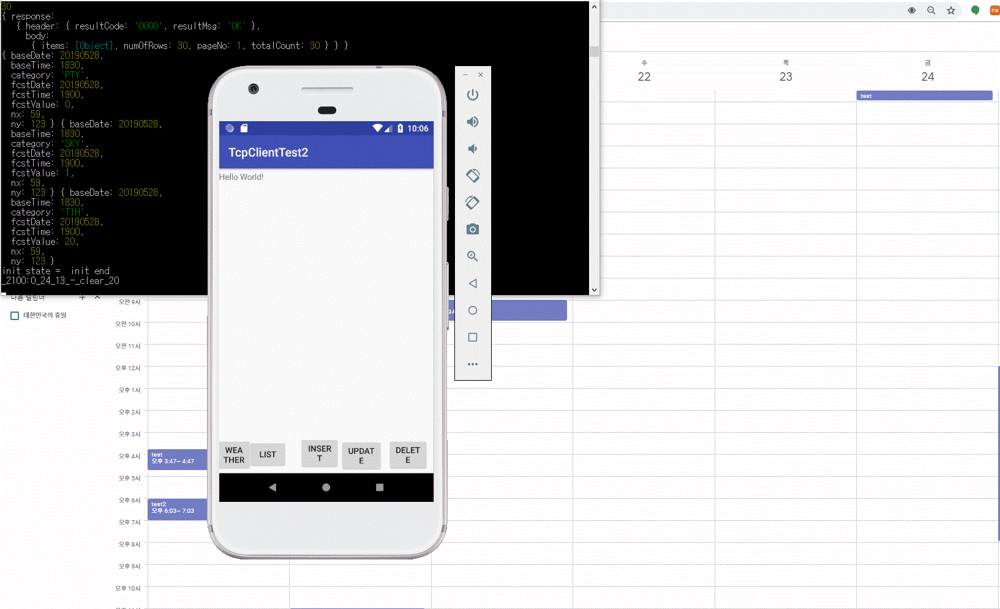 30
{ response:
{ header: { resultCode: '0000', resultMsg: 'OK' },
body:
{ items: [Object], numOfRows: 30, pageNo: 1, totalCount: 30 } } }
{ baseDate: 20190528,
baseTime: 1830,
category: 'PTY',
fcstDate: 20190528,
fcstTime: 1900,
fcstValue: 0,
nx: 59,
ny: 123 } { baseDate: 20190528,
baseTime: 1830,
category: 'SKY',
fcstDate: 20190528,
fcstTime: 1900,
fcstValue: 1,
nx: 59,
ny: 123 } { baseDate: 20190528,
baseTime: 1830,
category: 'T1H',
fcstDate: 20190528,
fcstTime: 1900,
fcstValue: 20,
nx: 59,
ny: 123 }
init state =  init end
_2100:0_24_13_-_clear_20
10:06
TcpClientTest2
Hello World!
WEA
THER
LIST
INSER
T
UPDAT
E
DELET
E
수
22
목
23
금
24
test
다른 캘린더
대한민국의 휴일
오전 9시
오전 10시
오전 11시
오후 12시
오후 1시
오후 2시
오후 3시
오후 4시
오후 5시
오후 6시
오후 7시
오후 8시
오후 9시
오후 10시
test
오후 3:47~ 4:47
test2
오후 6:03~ 7:03